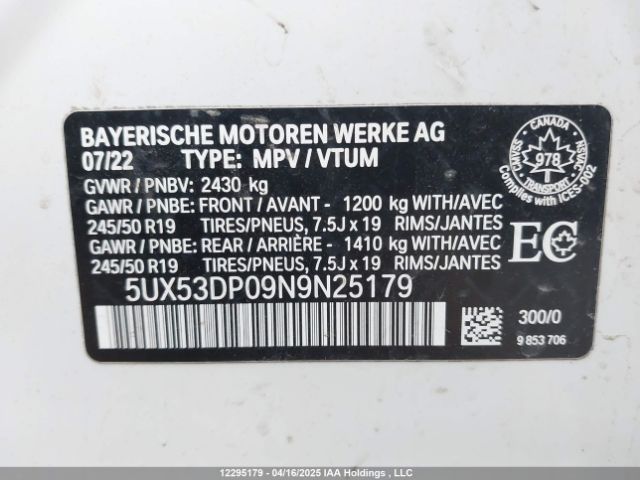 BAYERISCHE MOTOREN WERKE AG
07/22 TYPE: MPV / VTUM
GVWR / PNBV: 2430 kg
GAWR / PNBE: FRONT / AVANT - 1200 kg WITH/AVEC
245/50 R19 TIRES/PNEUS, 7.5J x 19 RIMS/JANTES
GAWR / PNBE: REAR / ARRIÈRE - 1410 kg WITH/AVEC
245/50 R19 TIRES/PNEUS, 7.5J x 19 RIMS/JANTES
5UX53DP09N9N25179
CANADA
CMVSS
978
NSVAC
TRANSPORT
Complies with ICES-002
EC
300/0
9 853 706
12295179 - 04/16/2025 IAA Holdings , LLC